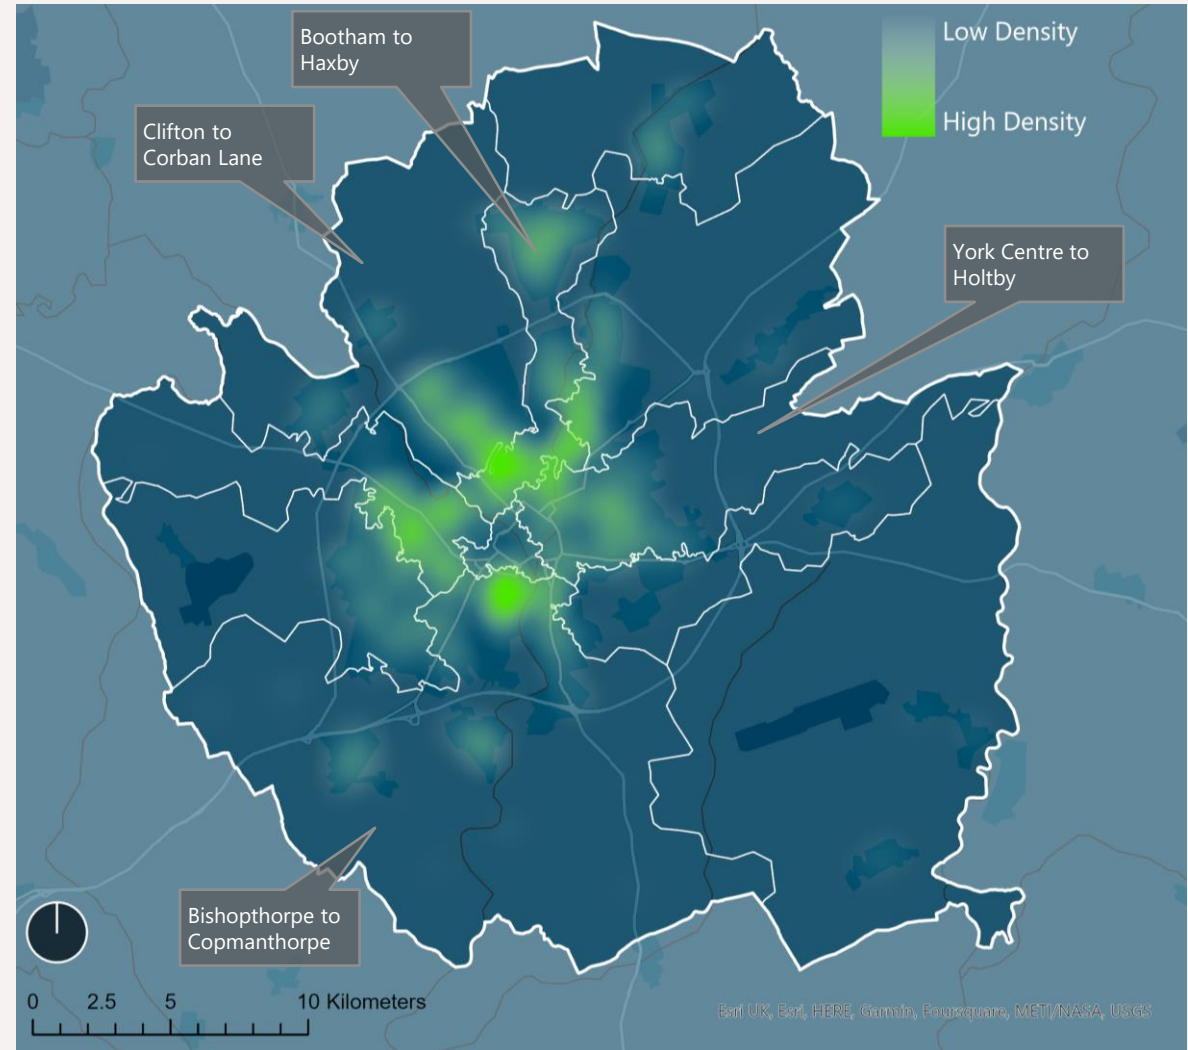 Bootham to
Haxby
Low Density
High Density
Clifton to
Corban Lane
York Centre to
Holtby
Bishopthorpe to
Copmanthorpe
0 2.5 5 10 Kilometers
Esri UK, Esri, HERE, Garmin, Foursquare, METI/NASA, USGS